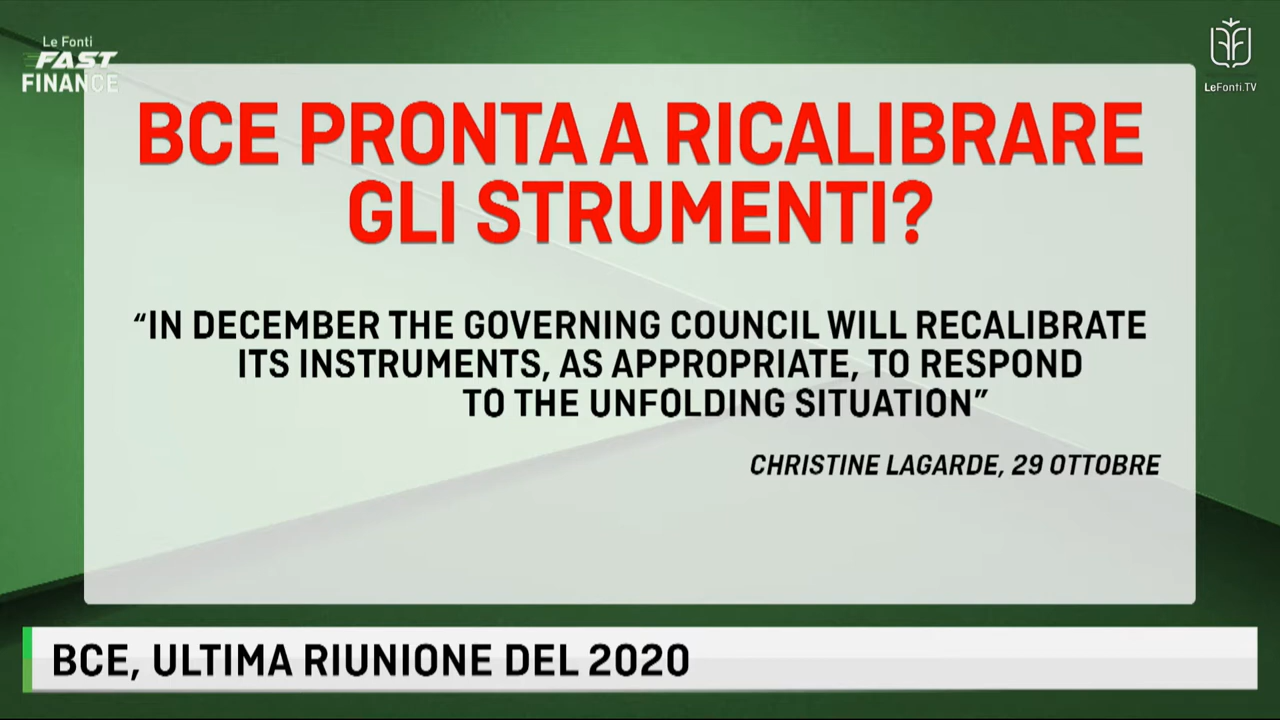 Le Fonti
FAST
FINANCE
LeFonti.TV
BCE PRONTA A RICALIBRARE
GLI STRUMENTI?
“IN DECEMBER THE GOVERNING COUNCIL WILL RECALIBRATE
ITS INSTRUMENTS, AS APPROPRIATE, TO RESPOND
TO THE UNFOLDING SITUATION”
CHRISTINE LAGARDE, 29 OTTOBRE
BCE, ULTIMA RIUNIONE DEL 2020